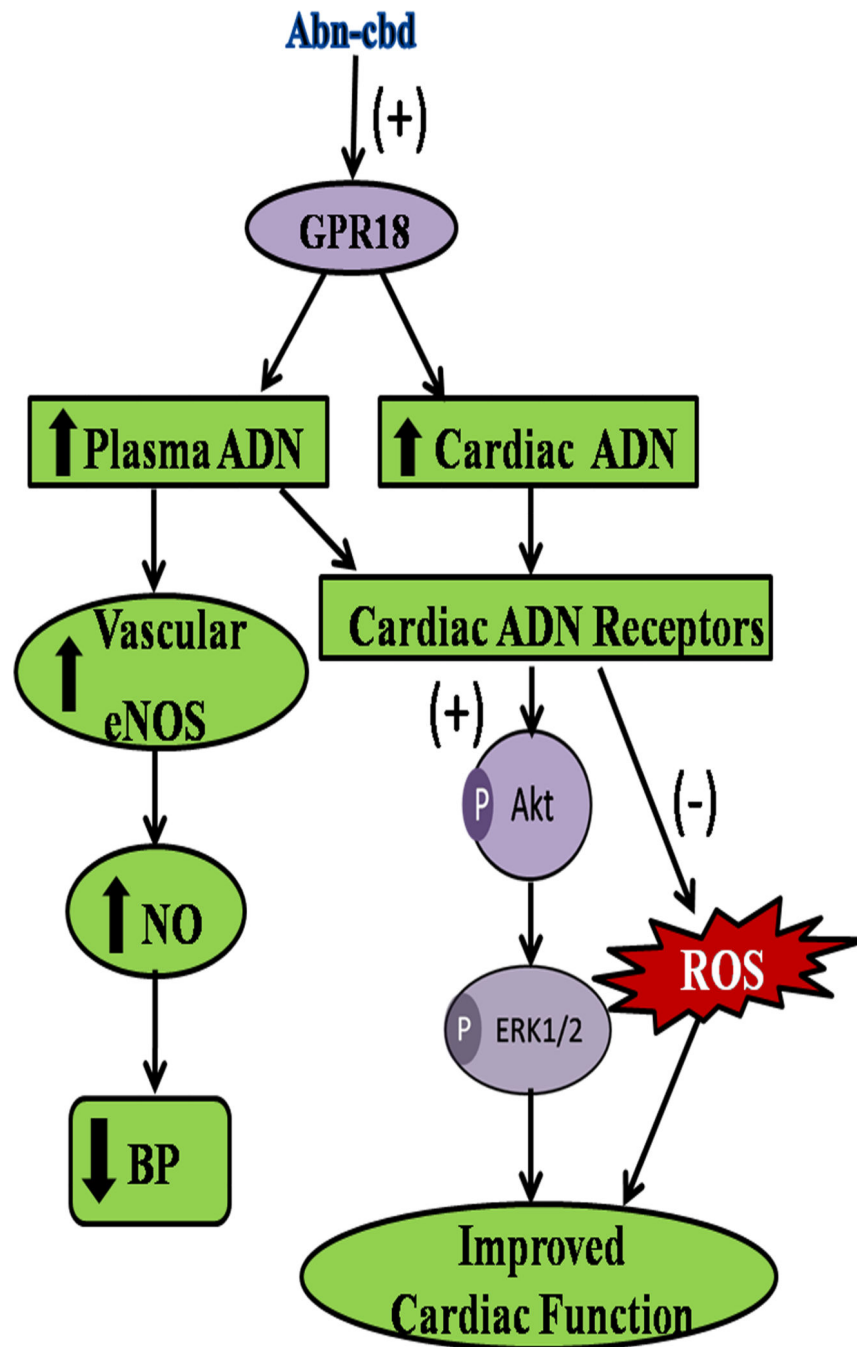 Abn-cbd
(+)
GPR18
Plasma ADN
Cardiac ADN
Vascular
eNOS
Cardiac ADN Receptors
(+)
(-)
P Akt
NO
ROS
P ERK1/2
BP
Improved
Cardiac Function